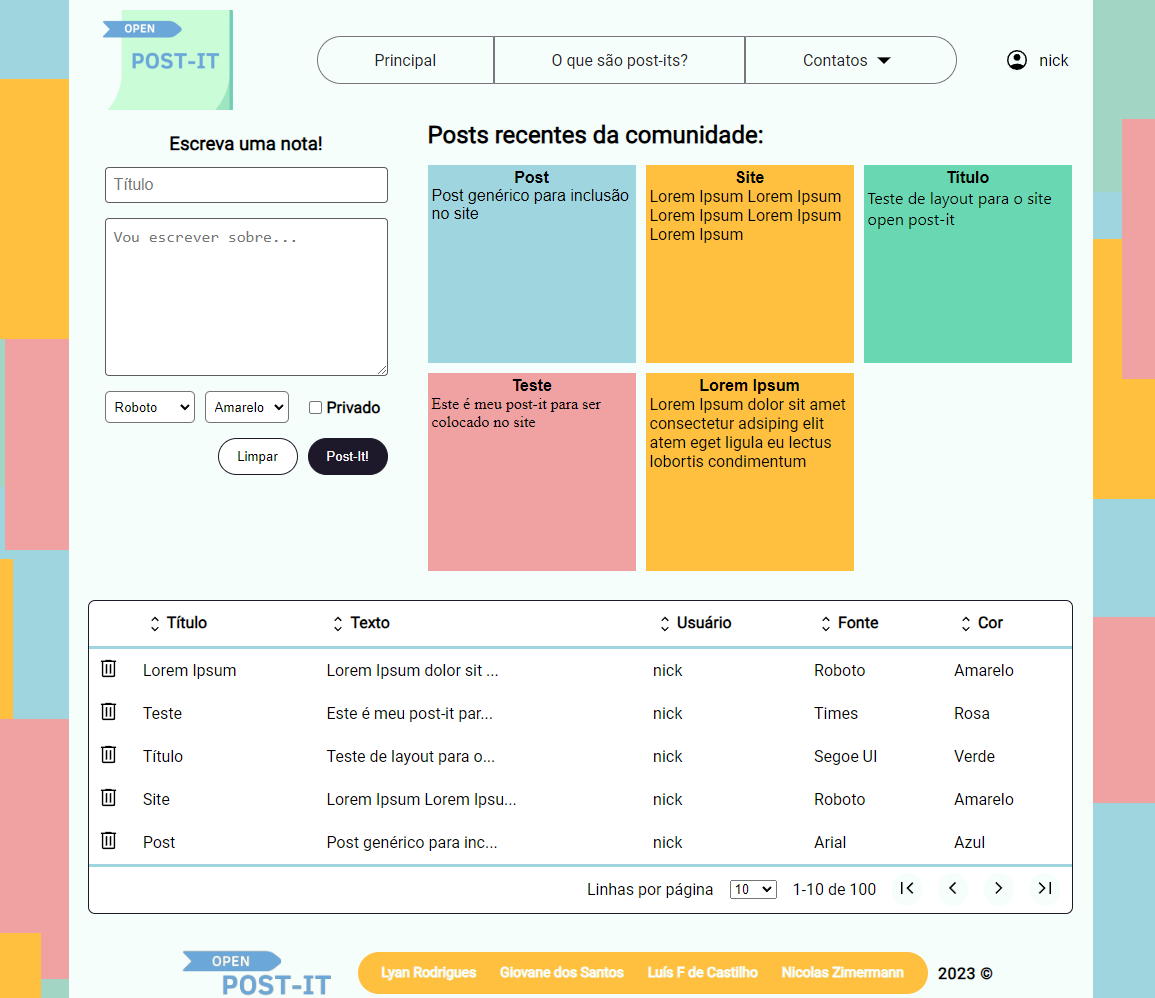 OPEN
POST-IT
Principal
O que são post-its?
Contatos
nick
Escreva uma nota!
Título
Vou escrever sobre...
Roboto
Amarelo
Privado
Limpar
Post-It!
Posts recentes da comunidade:
Post
Post genérico para inclusão
no site
Site
Lorem Ipsum Lorem Ipsum
Lorem Ipsum Lorem Ipsum
Lorem Ipsum
Título
Teste de layout para o site
open post-it
Teste
Este é meu post-it para ser
colocado no site
Lorem Ipsum
Lorem Ipsum dolor sit amet
consectetur adsiping elit
atem eget ligula eu lectus
lobortis condimentum
Título Texto Usuário Fonte Cor
Lorem Ipsum Lorem Ipsum dolor sit ... nick Roboto Amarelo
Teste Este é meu post-it par... nick Times Rosa
Título Teste de layout para o... nick Segoe UI Verde
Site Lorem Ipsum Lorem Ipsu... nick Roboto Amarelo
Post Post genérico para inc... nick Arial Azul
Linhas por página 10 1-10 de 100
OPEN
POST-IT
Lyan Rodrigues Giovane dos Santos Luís F de Castilho Nicolas Zimermann 2023 ©